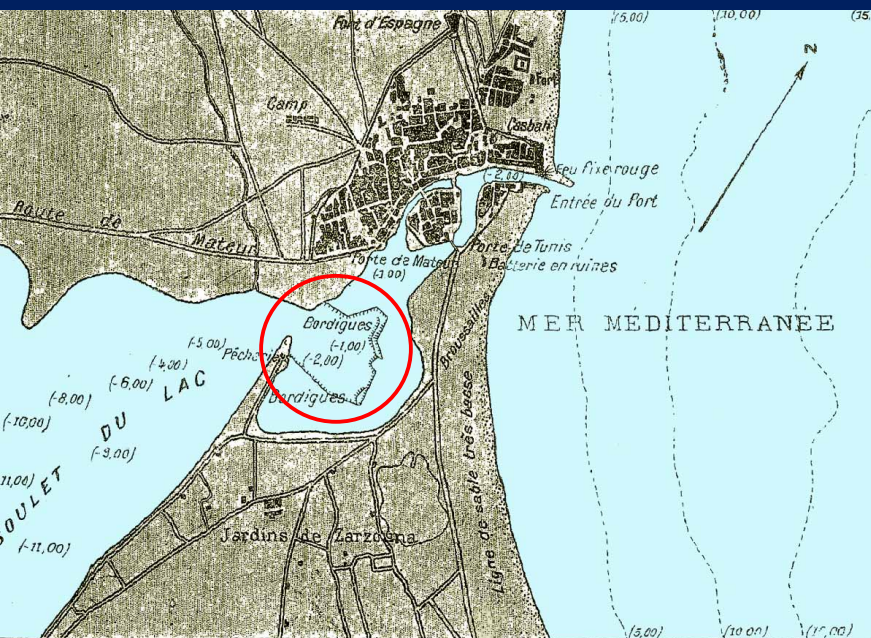 Fort d'Espagne
(5,00)
(10,00)
Camp
Fort
Casbah
N
(-2,00)
Feu fixe rouge
Entrée du Port
Route de
Mateur
Porte de Mateur
(-3,00)
Porte de Tunis
Batterie en ruines
MER MÉDITERRANÉE
Bordigues
(-1,00)
(-5,00)
Pêcheries
(-2,00)
(-4,00)
(-6,00)
(-8,00)
(-10,00)
Bordigues
Broussailles
GOULET DU LAC
(-9,00)
11,00)
(-11,00)
Ligne de sable très basse
Jardins de Zarzouna
(5,00)
(10,00)